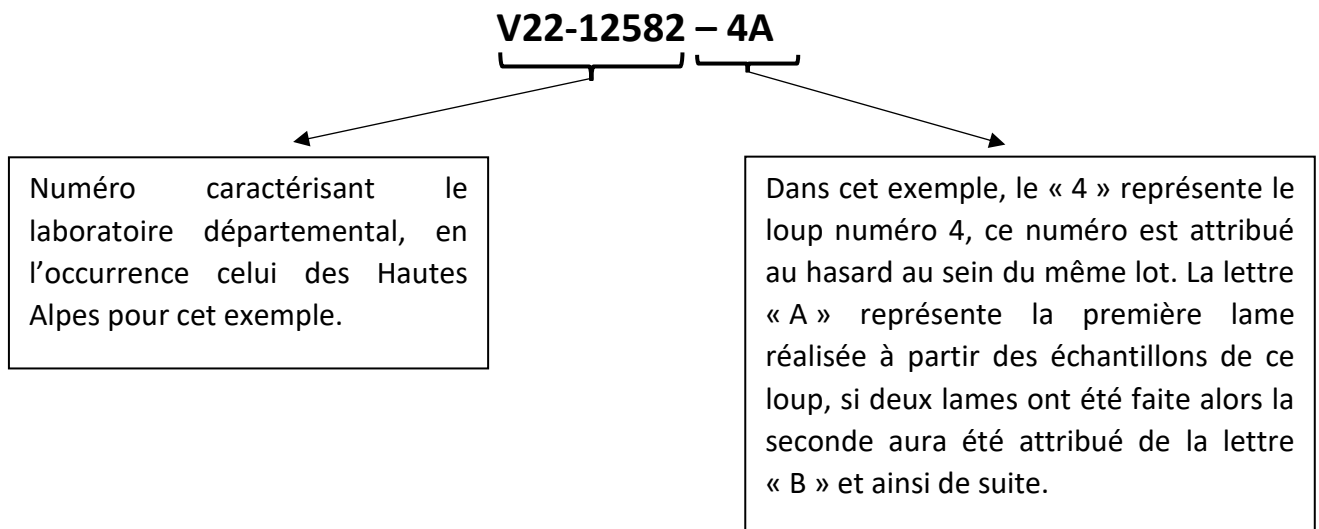 V22-12582 – 4A
Numéro caractérisant le
laboratoire départemental, en
l’occurrence celui des Hautes
Alpes pour cet exemple.
Dans cet exemple, le « 4 » représente le
loup numéro 4, ce numéro est attribué
au hasard au sein du même lot. La lettre
« A » représente la première lame
réalisée à partir des échantillons de ce
loup, si deux lames ont été faite alors la
seconde aura été attribué de la lettre
« B » et ainsi de suite.